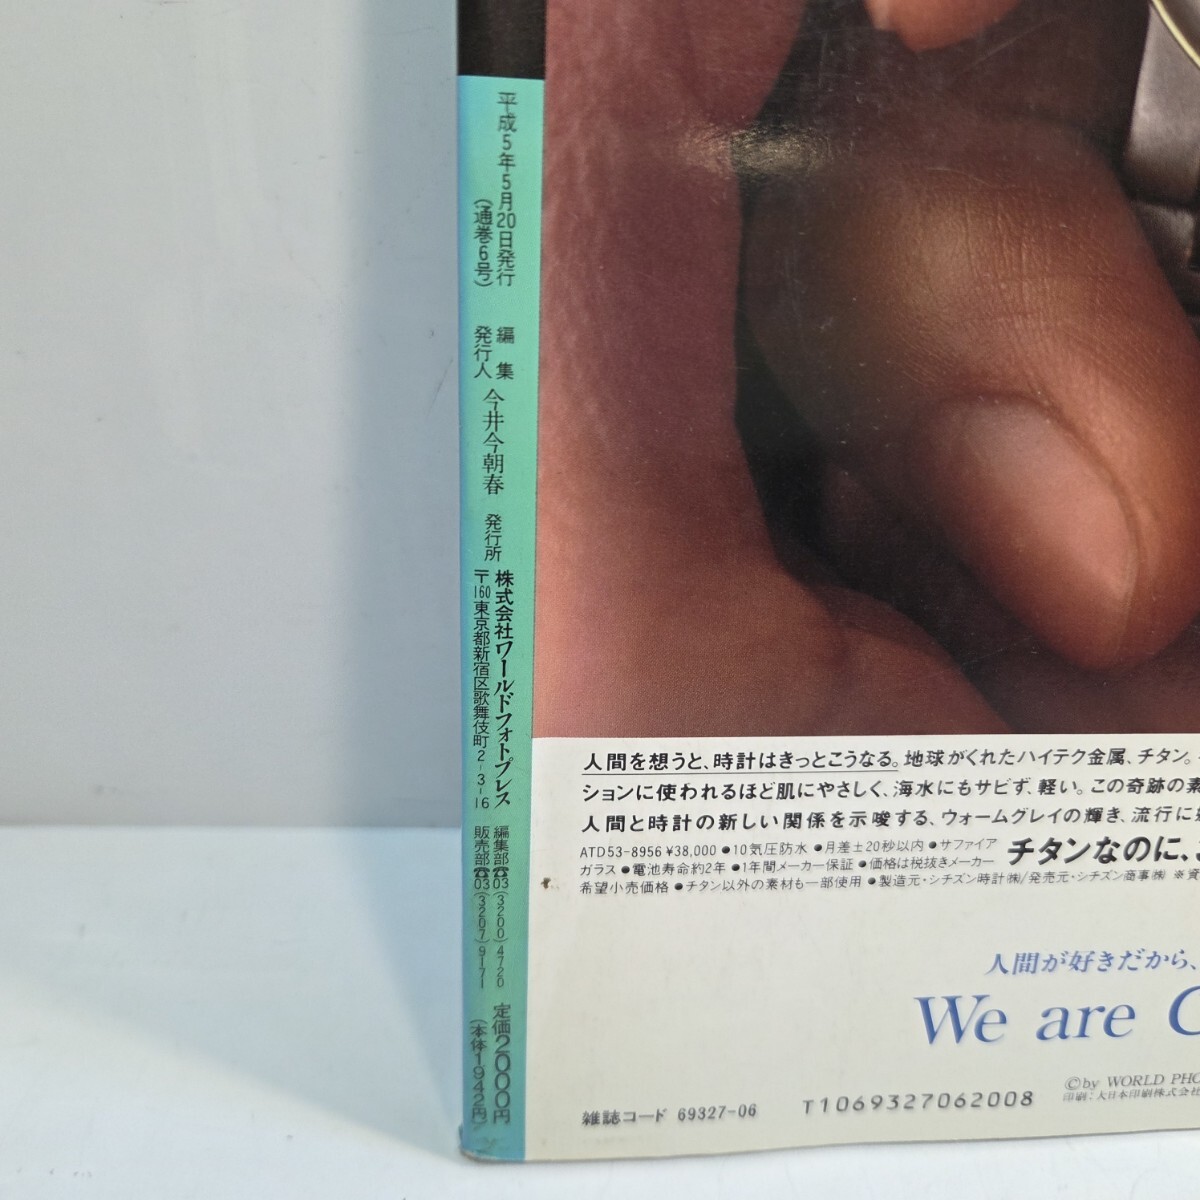 平成5年5月20日発行
(通巻6号)
編集
発行人
今井今朝春
発行所
株式会社ワールドフォトプレス
〒160東京都新宿区歌舞伎町2-3-16
編集部☎03(3200)4720
販売部☎03(3207)9171
定価2000円
(本体1942円)
人間を想うと、時計はきっとこうなる。地球がくれたハイテク金属、チタン。
ションに使われるほど肌にやさしく、海水にもサビず、軽い。この奇跡の素
人間と時計の新しい関係を示唆する、ウォームグレイの輝き、流行に
ATD53-8956 ¥38,000 ●10気圧防水 ●月差±20秒以内 ●サファイア
ガラス ●電池寿命約2年 ●1年間メーカー保証 ●価格は税抜きメーカー
希望小売価格 ●チタン以外の素材も一部使用 ●製造元・シチズン時計㈱/発売元・シチズン商事㈱ ※資
チタンなのに、
人間が好きだから、
We are C
©by WORLD PHO
印刷:大日本印刷株式会社
雑誌コード 69327-06
T1069327062008